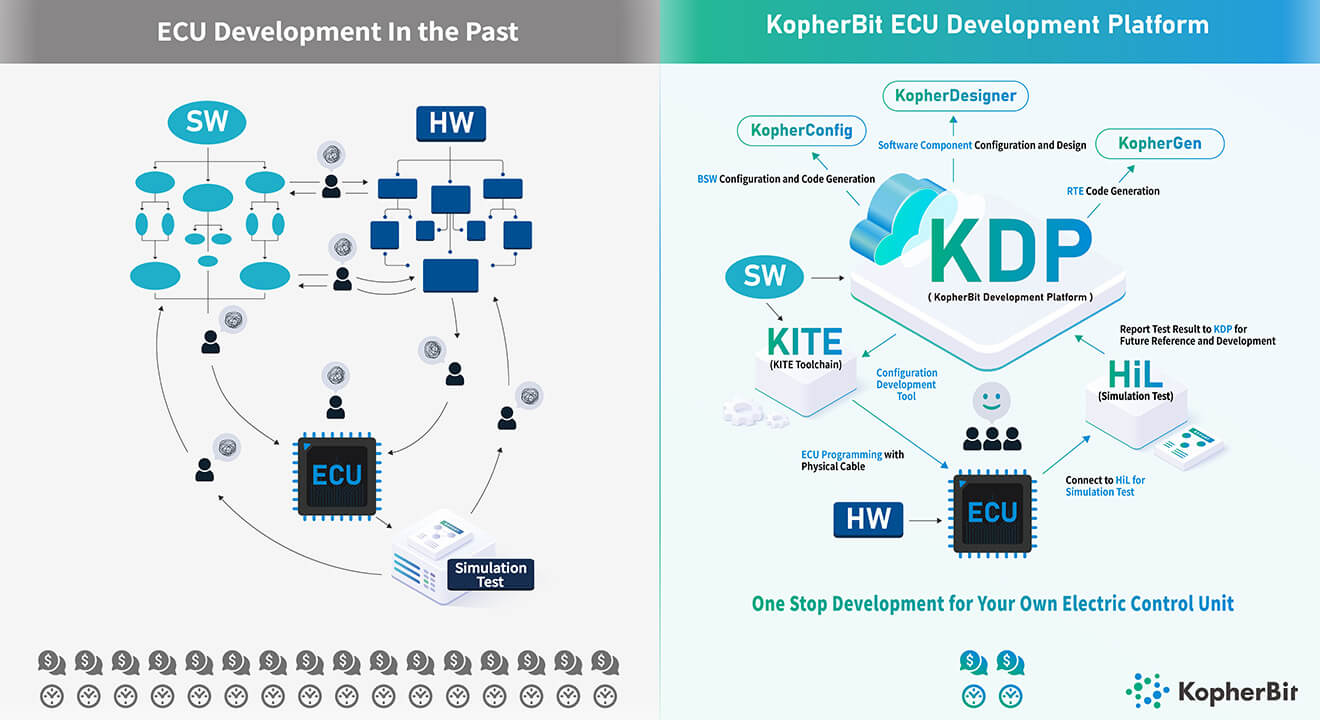 ECU Development In the Past
SW
HW
ECU
Simulation
Test
KopherBit ECU Development Platform
KopherDesigner
KopherConfig
KopherGen
Software Component Configuration and Design
BSW Configuration and Code Generation
RTE Code Generation
KDP
( KopherBit Development Platform )
SW
KITE
(KITE Toolchain)
Configuration
Development
Tool
Report Test Result to KDP for
Future Reference and Development
HiL
(Simulation Test)
ECU Programming with
Physical Cable
Connect to HiL for
Simulation Test
HW
ECU
One Stop Development for Your Own Electric Control Unit
KopherBit